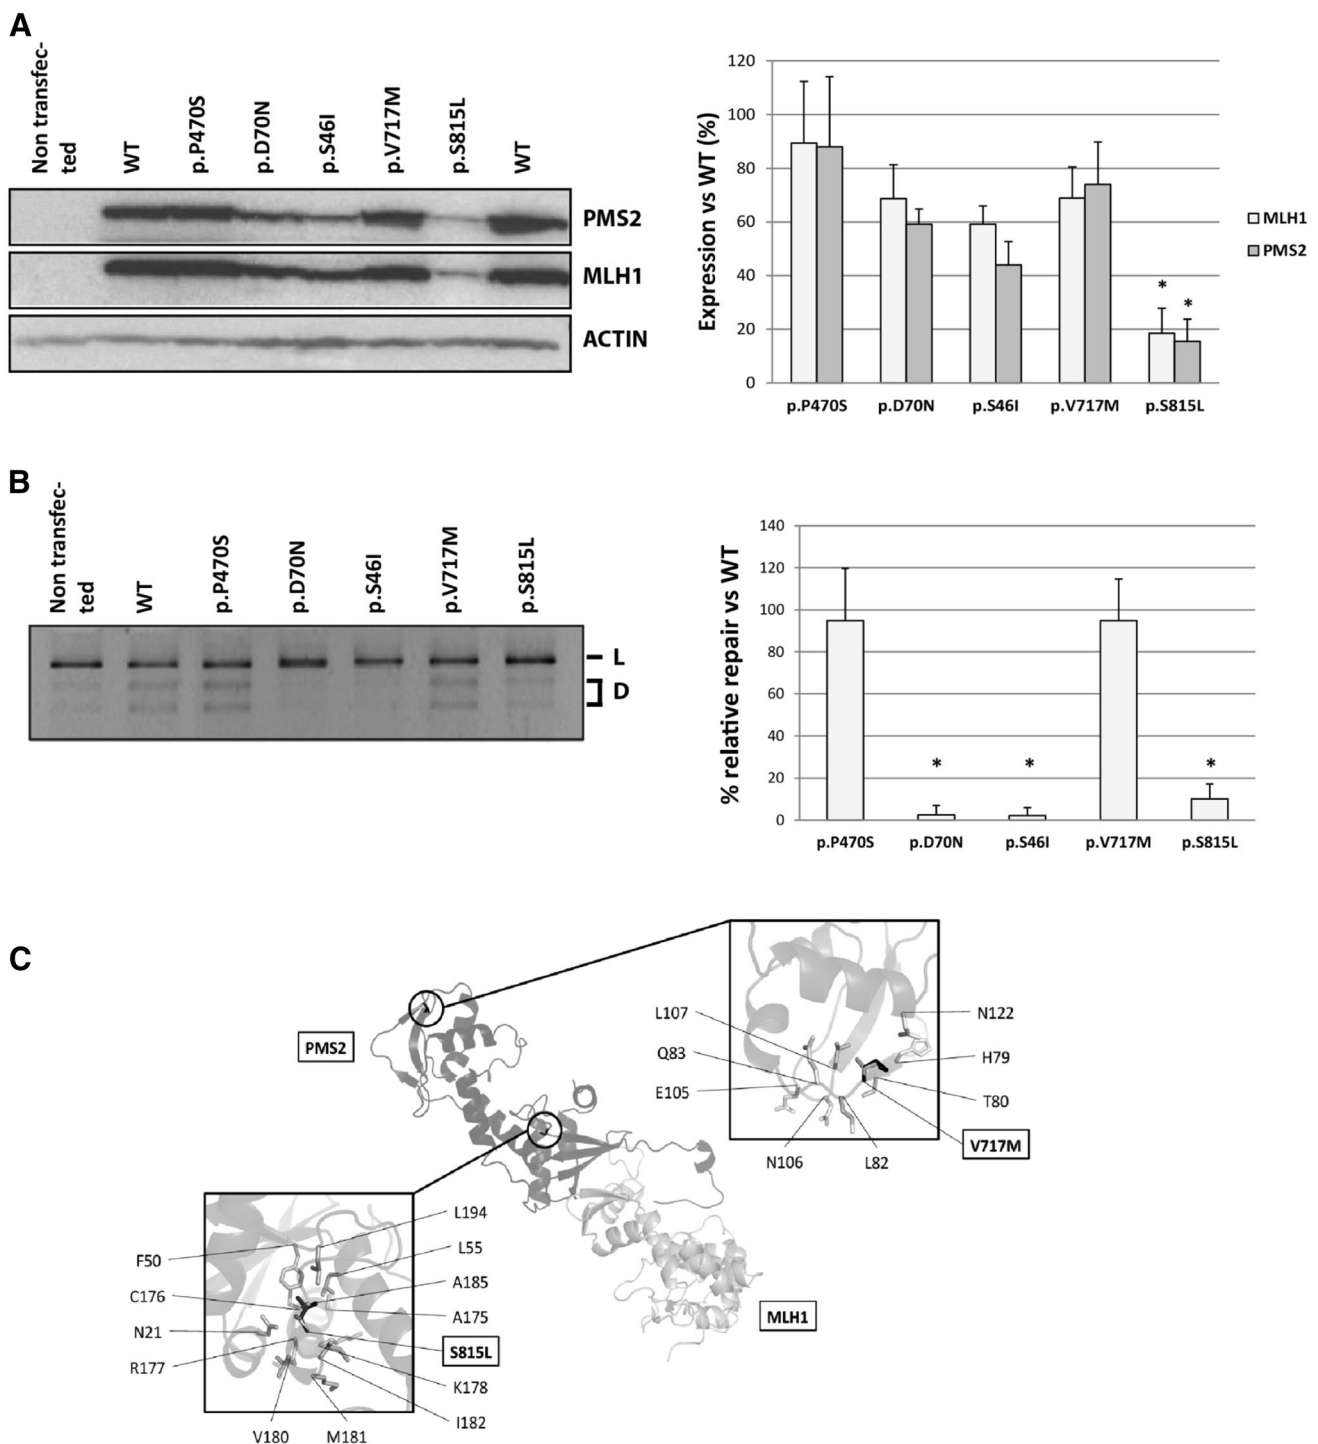 A
Non transfec-
ted
WT
p.P470S
p.D70N
p.S46I
p.V717M
p.S815L
WT
PMS2
MLH1
ACTIN
Expression vs WT (%)
120
100
80
60
40
20
0
*
*
p.P470S
p.D70N
p.S46I
p.V717M
p.S815L
MLH1
PMS2
B
Non transfec-
ted
WT
p.P470S
p.D70N
p.S46I
p.V717M
p.S815L
L
D
% relative repair vs WT
140
120
100
80
60
40
20
0
*
*
*
p.P470S
p.D70N
p.S46I
p.V717M
p.S815L
C
PMS2
L107
Q83
E105
N106
L82
N122
H79
T80
V717M
F50
C176
N21
R177
V180
M181
L194
L55
A185
A175
S815L
K178
I182
MLH1